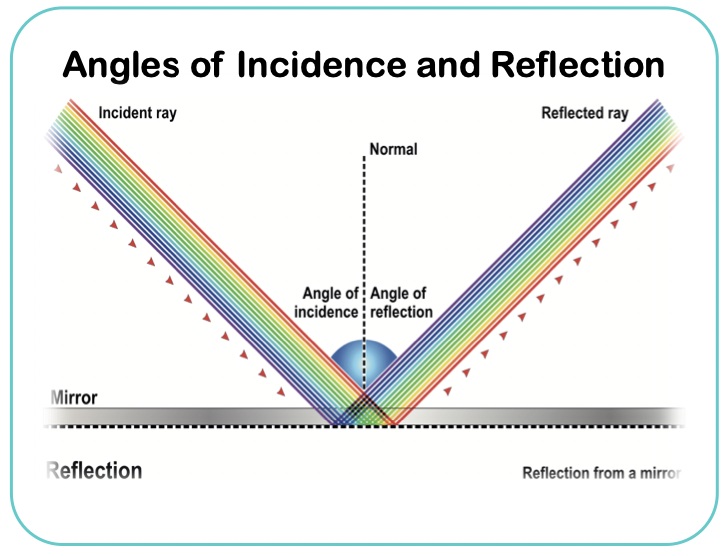 Angles of Incidence and Reflection
Incident ray
Reflected ray
Normal
Angle of
incidence
Angle of
reflection
Mirror
Reflection
Reflection from a mirror